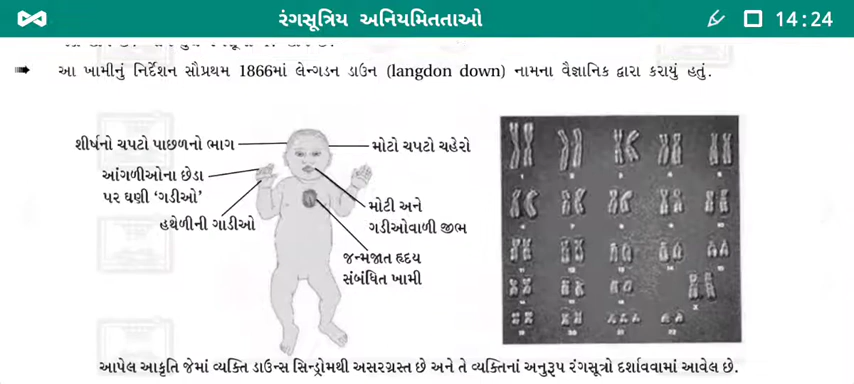 રંગસૂત્રિય અનિયમિતતાઓ
14:24
➠ આ ખામીનું નિર્દેશન સૌપ્રથમ 1866માં લેન્ગડન ડાઉન (langdon down) નામના વૈજ્ઞાનિક દ્વારા કરાયું હતું.
શીર્ષનો ચપટો પાછળનો ભાગ
મોટો ચપટો ચહેરો
આંગળીઓના છેડા
પર ઘણી ‘ગડીઓ’
હથેળીની ગાડીઓ
મોટી અને
ગડીઓવાળી જીભ
જન્મજાત હૃદય
સંબંધિત ખામી
આપેલ આકૃતિ જેમાં વ્યક્તિ ડાઉન્સ સિન્ડ્રોમથી અસરગ્રસ્ત છે અને તે વ્યક્તિનાં અનુરૂપ રંગસૂત્રો દર્શાવવામાં આવેલ છે.